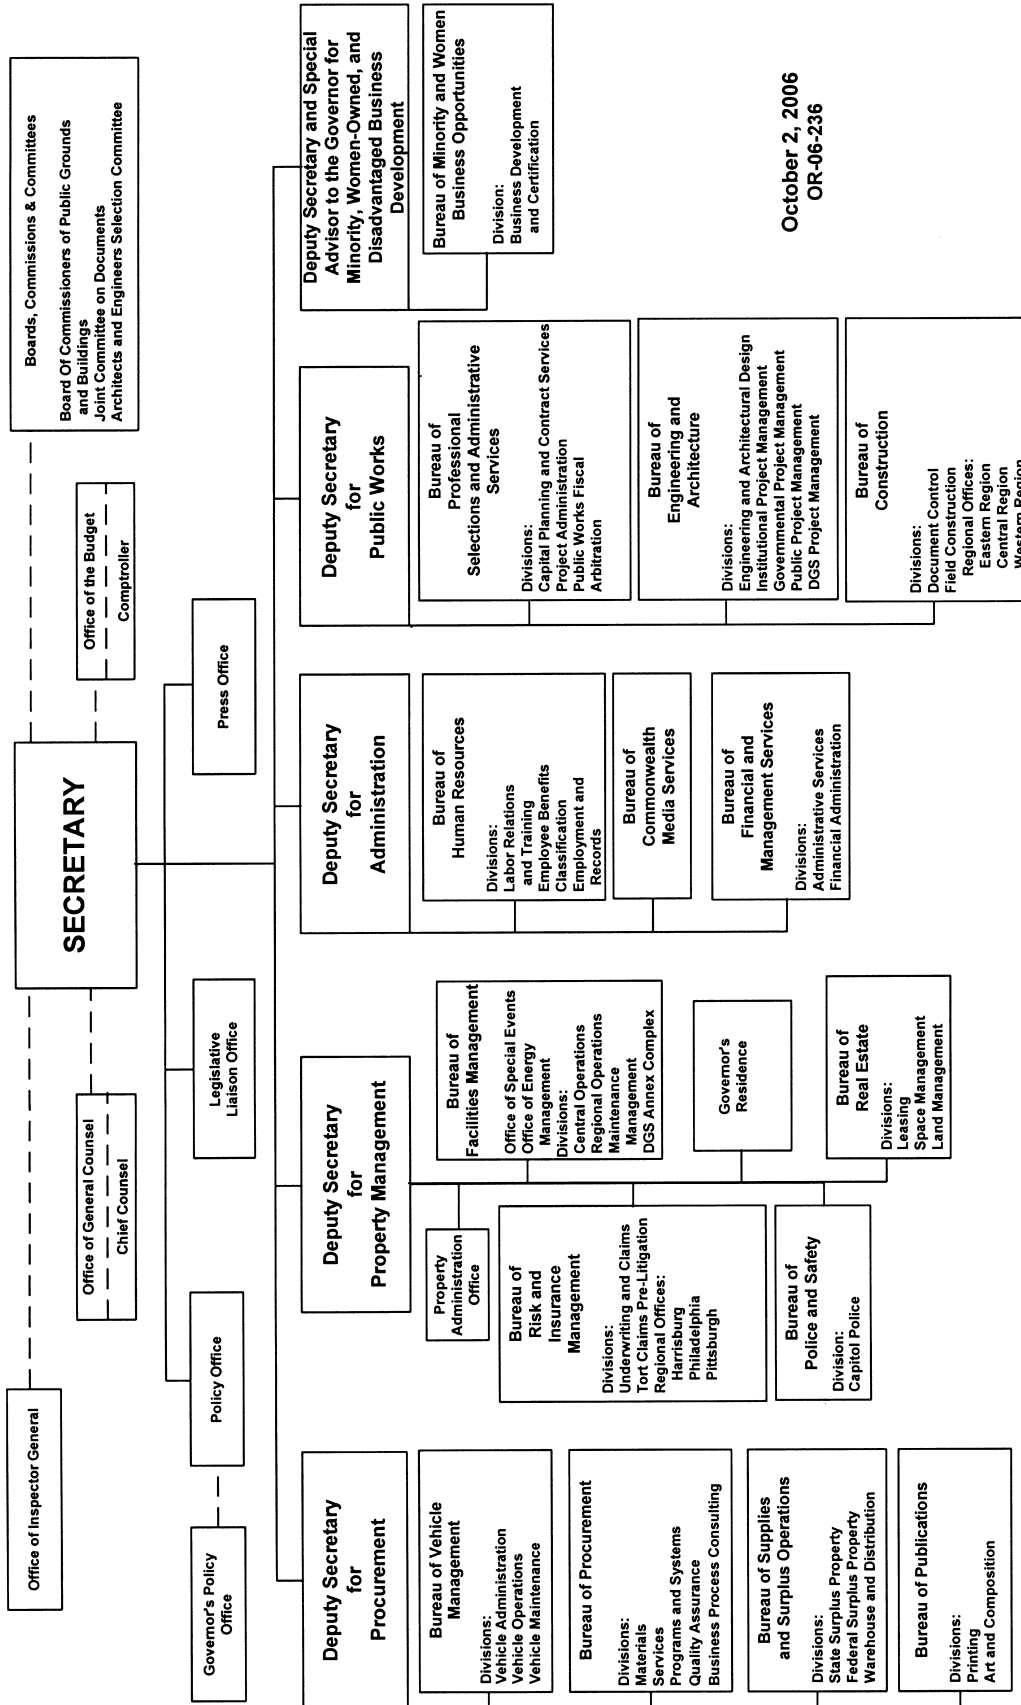 Office of Inspector General
SECRETARY
Boards, Commissions & Committees
Board Of Commissioners of Public Grounds
and Buildings
Joint Committee on Documents
Architects and Engineers Selection Committee
Office of General Counsel
Chief Counsel
Office of the Budget
Comptroller
Governor's Policy
Office
Policy Office
Legislative
Liaison Office
Press Office
Deputy Secretary
for
Procurement
Bureau of Vehicle
Management
Divisions:
Vehicle Administration
Vehicle Operations
Vehicle Maintenance
Bureau of Procurement
Divisions:
Materials
Services
Programs and Systems
Quality Assurance
Business Process Consulting
Bureau of Supplies
and Surplus Operations
Divisions:
State Surplus Property
Federal Surplus Property
Warehouse and Distribution
Bureau of Publications
Divisions:
Printing
Art and Composition
Deputy Secretary
for
Property Management
Property
Administration
Office
Bureau of
Facilities Management
Office of Special Events
Office of Energy
Management
Divisions:
Central Operations
Regional Operations
Maintenance
Management
DGS Annex Complex
Bureau of
Risk and
Insurance
Management
Divisions:
Underwriting and Claims
Tort Claims Pre-Litigation
Regional Offices:
Harrisburg
Philadelphia
Pittsburgh
Governor's
Residence
Bureau of
Police and Safety
Division:
Capitol Police
Bureau of
Real Estate
Divisions:
Leasing
Space Management
Land Management
Deputy Secretary
for
Administration
Bureau of
Human Resources
Divisions:
Labor Relations
and Training
Employee Benefits
Classification
Employment and
Records
Bureau of
Commonwealth
Media Services
Bureau of
Financial and
Management Services
Divisions:
Administrative Services
Financial Administration
Deputy Secretary
for
Public Works
Bureau of
Professional
Selections and Administrative
Services
Divisions:
Capital Planning and Contract Services
Project Administration
Public Works Fiscal
Arbitration
Bureau of
Engineering and
Architecture
Divisions:
Engineering and Architectural Design
Institutional Project Management
Governmental Project Management
Public Project Management
DGS Project Management
Bureau of
Construction
Divisions:
Document Control
Field Construction
Regional Offices:
Eastern Region
Central Region
Western Region
Deputy Secretary and Special
Advisor to the Governor for
Minority, Women-Owned, and
Disadvantaged Business
Development
Bureau of Minority and Women
Business Opportunities
Division:
Business Development
and Certification
October 2, 2006
OR-06-236